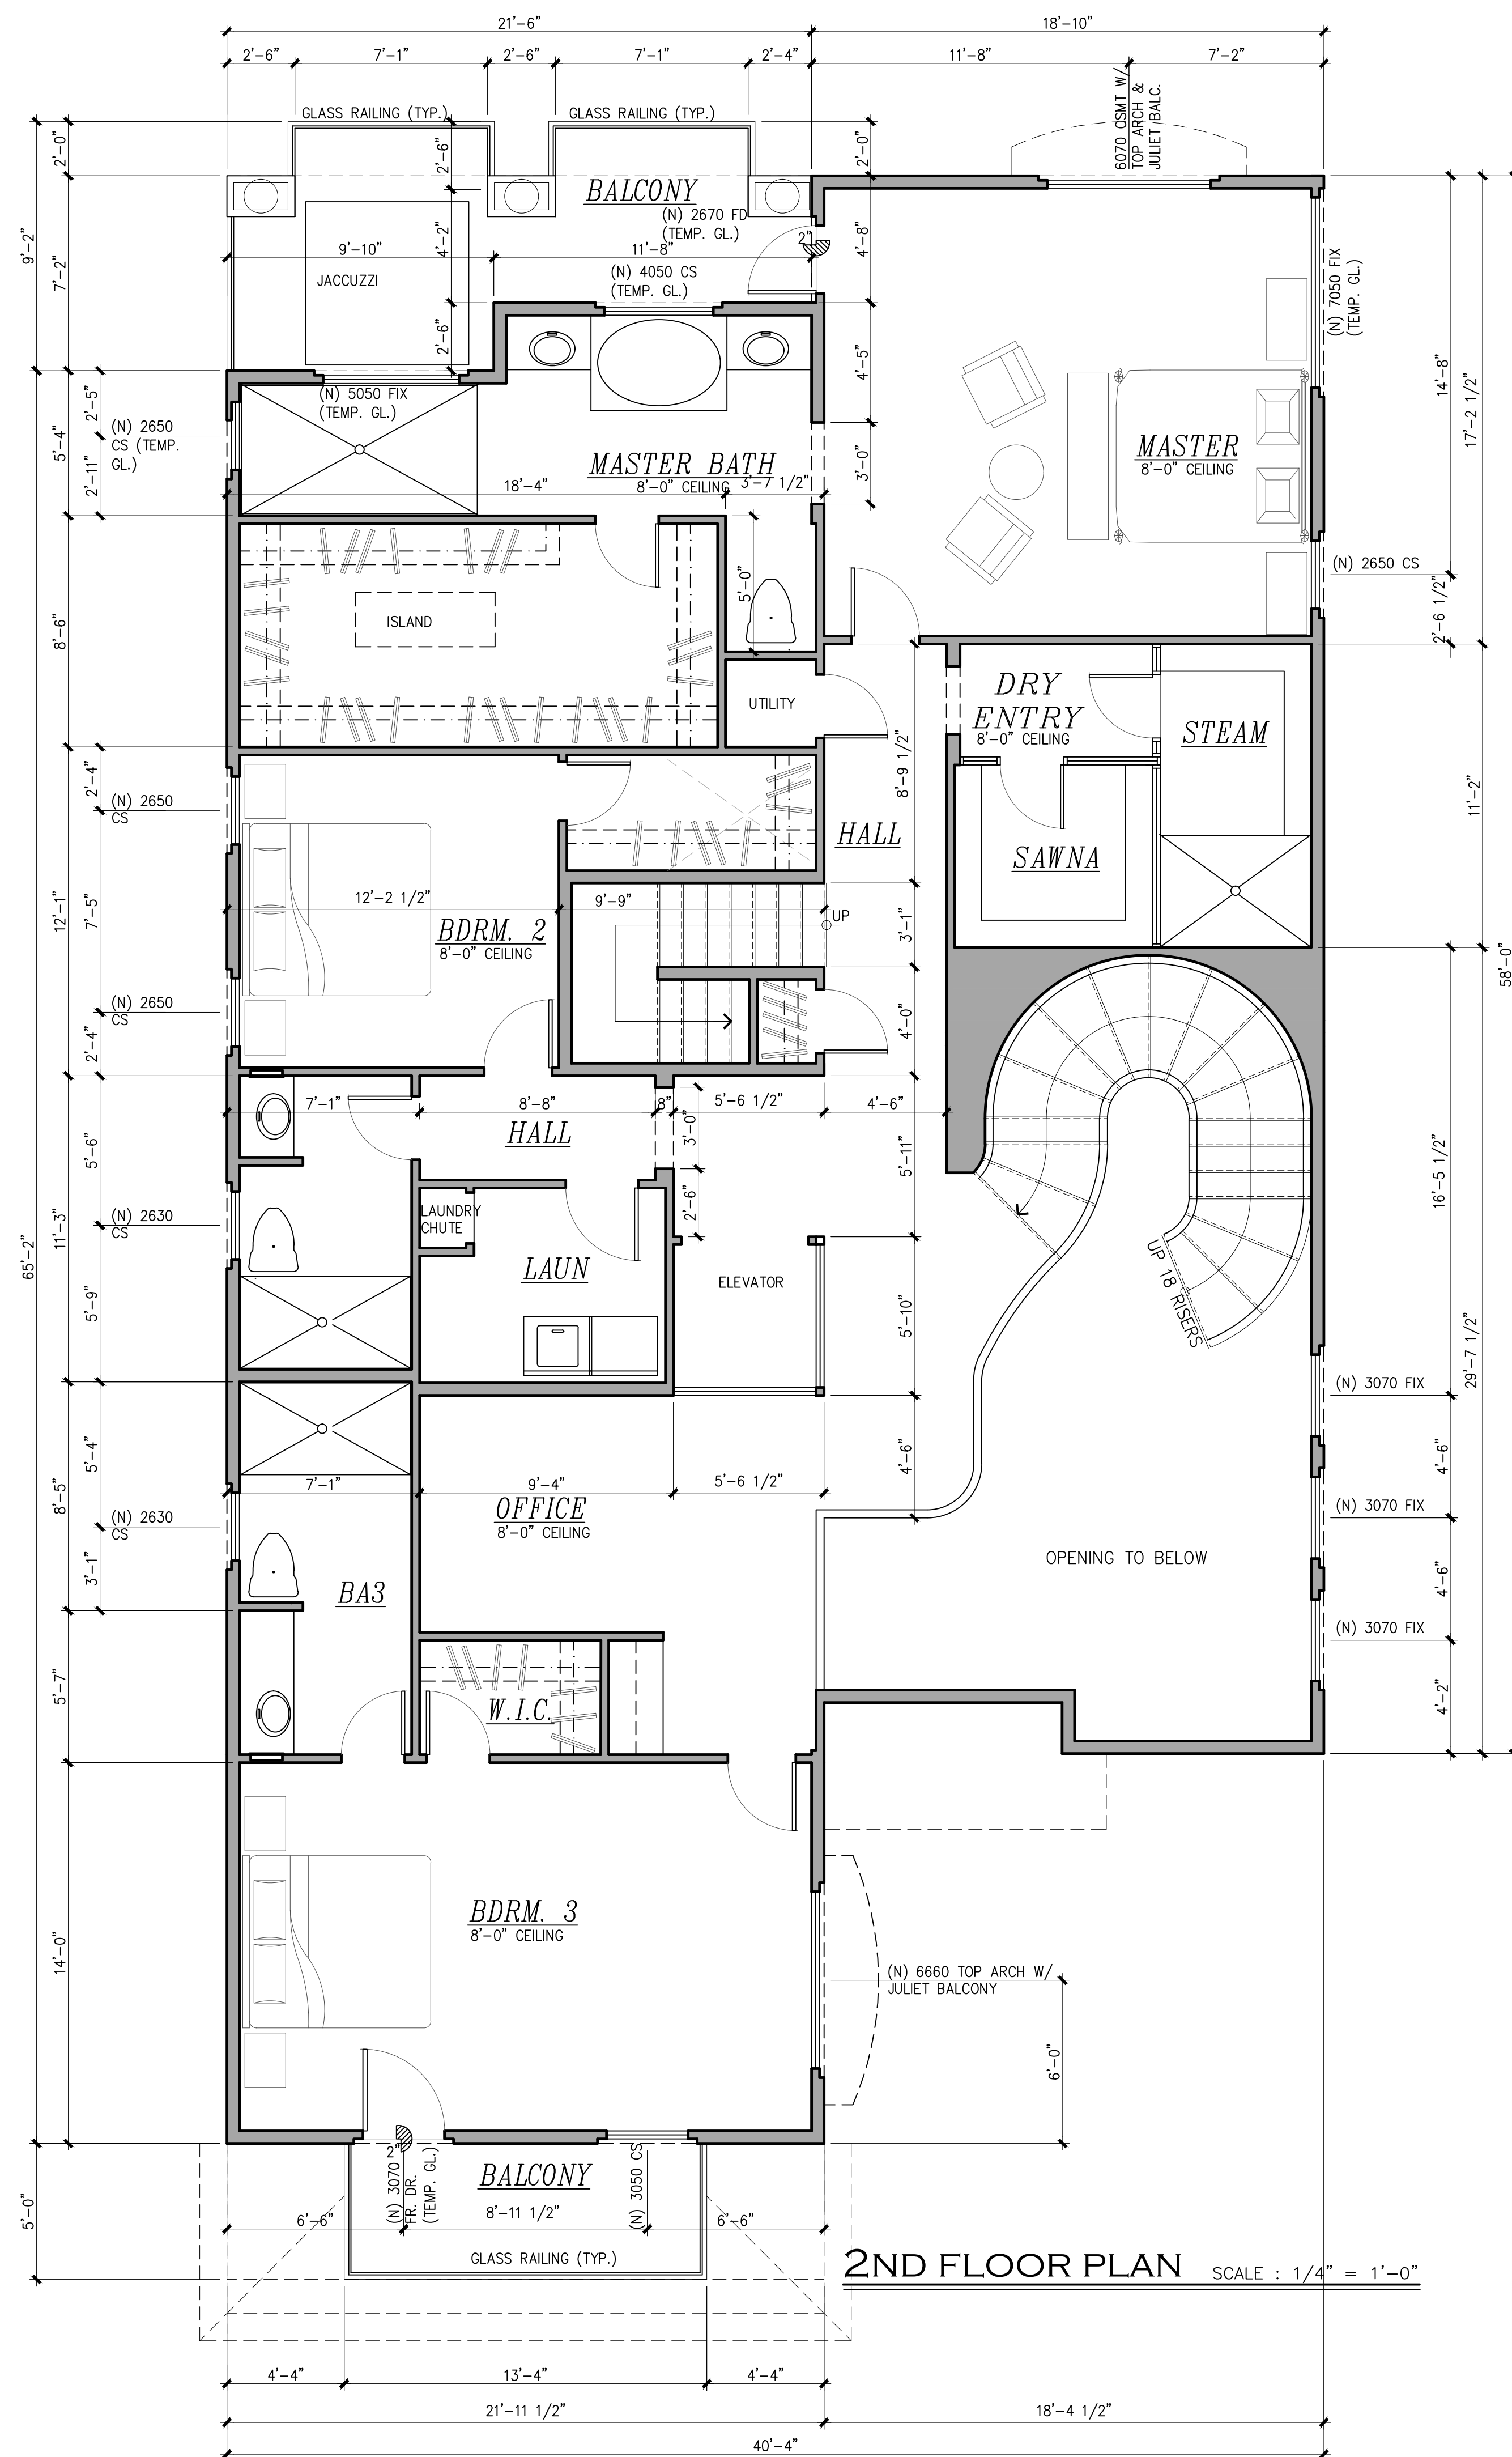 21'-6"
18'-10"
2'-6"
7'-1"
2'-6"
7'-1"
2'-4"
11'-8"
7'-2"
GLASS RAILING (TYP.)
GLASS RAILING (TYP.)
6070 CSMT W/
TOP ARCH &
JULIET BALC.
2'-0"
2'-6"
2'-0"
BALCONY
(N) 2670 FD
(TEMP. GL.)
2"
9'-2"
7'-2"
4'-2"
4'-8"
9'-10"
11'-8"
JACCUZZI
(N) 4050 CS
(TEMP. GL.)
(N) 7050 FIX
(TEMP. GL.)
2'-6"
4'-5"
14'-8"
17'-2 1/2"
2'-5"
(N) 5050 FIX
(TEMP. GL.)
(N) 2650
CS (TEMP.
GL.)
5'-4"
2'-11"
MASTER BATH
8'-0" CEILING
3'-7 1/2"
18'-4"
3'-0"
MASTER
8'-0" CEILING
(N) 2650 CS
2'-6 1/2"
5'-0"
ISLAND
8'-6"
UTILITY
DRY
ENTRY
8'-0" CEILING
STEAM
8'-9 1/2"
11'-2"
2'-4"
(N) 2650
CS
HALL
SAWNA
12'-1"
7'-5"
12'-2 1/2"
9'-9"
UP
BDRM. 2
8'-0" CEILING
3'-1"
58'-0"
(N) 2650
CS
2'-4"
4'-0"
7'-1"
8'-8"
8"
5'-6 1/2"
4'-6"
HALL
3'-0"
5'-6"
5'-11"
16'-5 1/2"
11'-3"
(N) 2630
CS
LAUNDRY
CHUTE
2'-6"
65'-2"
LAUN
ELEVATOR
UP 18 RISERS
5'-9"
5'-10"
29'-7 1/2"
(N) 3070 FIX
5'-4"
8'-5"
4'-6"
4'-6"
7'-1"
9'-4"
5'-6 1/2"
OFFICE
8'-0" CEILING
(N) 2630
CS
(N) 3070 FIX
OPENING TO BELOW
3'-1"
BA3
4'-6"
(N) 3070 FIX
5'-7"
W.I.C.
4'-2"
BDRM. 3
8'-0" CEILING
14'-0"
(N) 6660 TOP ARCH W/
JULIET BALCONY
6'-0"
2"
(N) 3070
FR. DR.
(TEMP. GL.)
BALCONY
(N) 3050 CS
5'-0"
6'-6"
8'-11 1/2"
6'-6"
GLASS RAILING (TYP.)
2ND FLOOR PLAN SCALE : 1/4" = 1'-0"
4'-4"
13'-4"
4'-4"
21'-11 1/2"
18'-4 1/2"
40'-4"